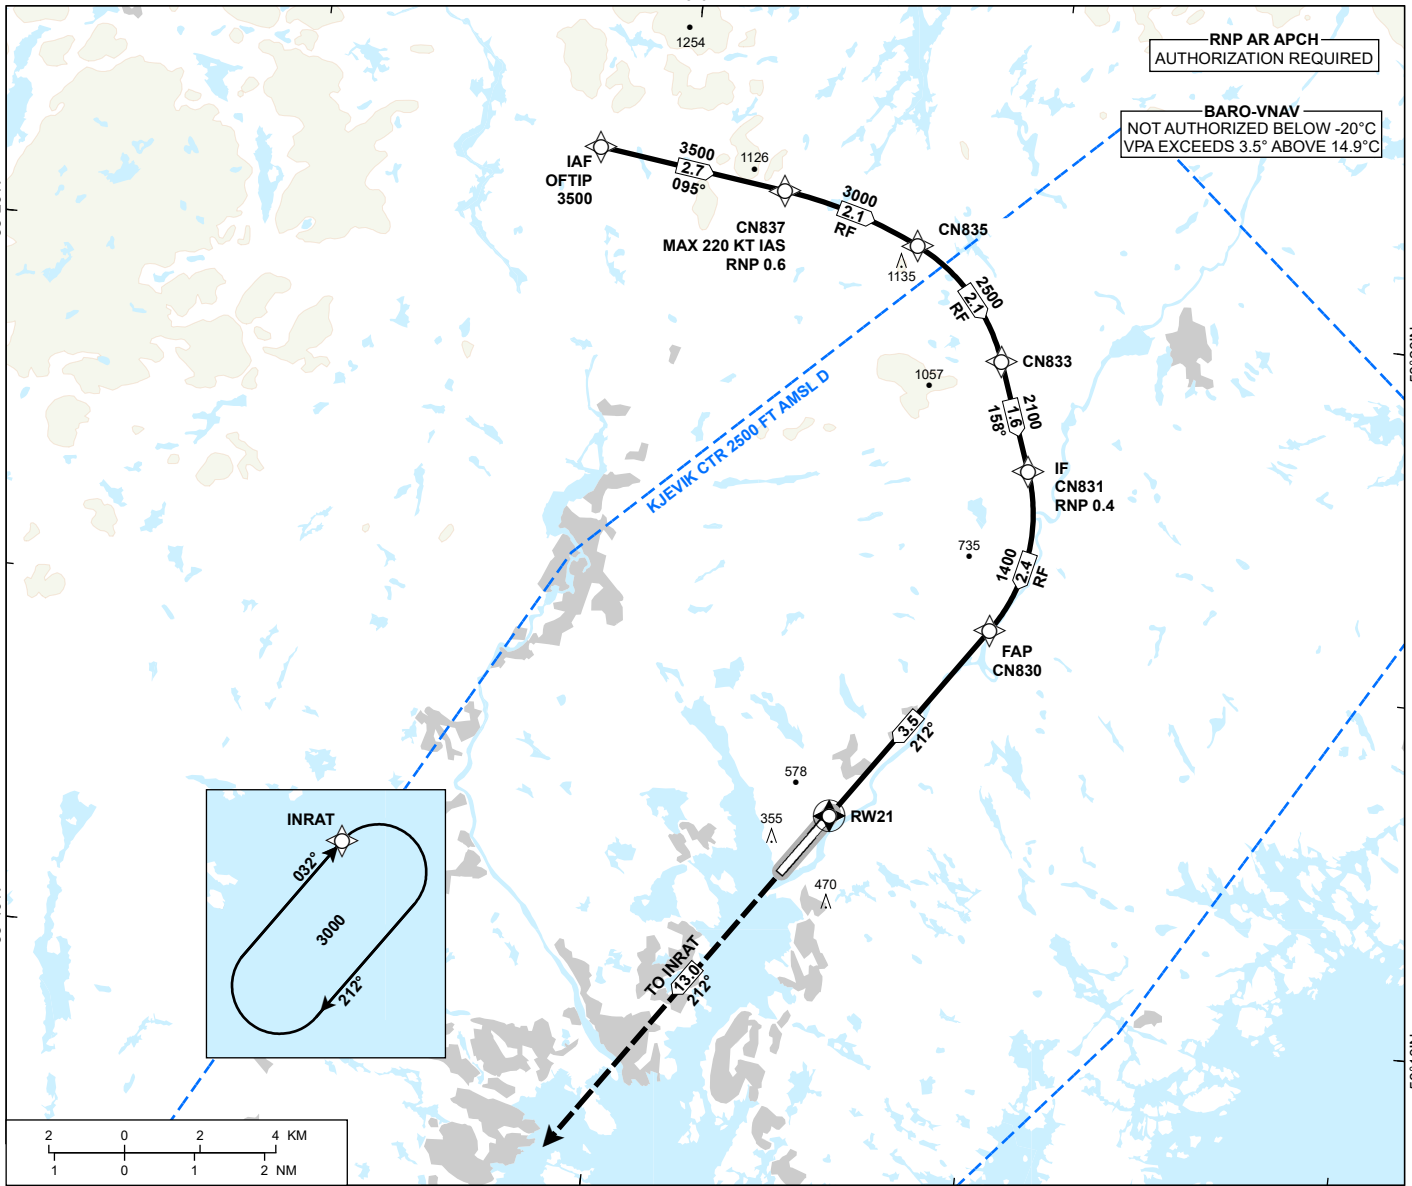 1254
RNP AR APCH
AUTHORIZATION REQUIRED
BARO-VNAV
NOT AUTHORIZED BELOW -20°C
VPA EXCEEDS 3.5° ABOVE 14.9°C
IAF
OFTIP
3500
3500
2.7
095°
1126
CN837
MAX 220 KT IAS
RNP 0.6
3000
2.1
RF
CN835
1135
2500
2.1
RF
CN833
1057
2100
1.6
158°
KJEVIK CTR 2500 FT AMSL D
IF
CN831
RNP 0.4
735
1400
2.4
RF
FAP
CN830
3.5
212°
578
355
RW21
470
INRAT
032°
3000
212°
TO INRAT
13.0
212°
2 0 2 4 KM
1 0 1 2 NM